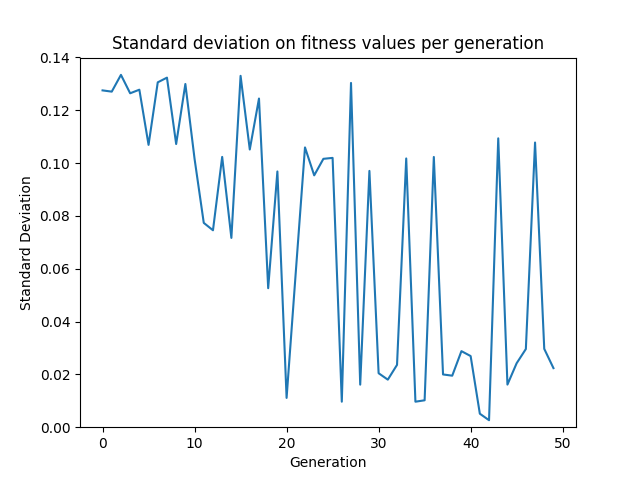 Standard deviation on fitness values per generation
0.14
0.12
0.10
0.08
0.06
0.04
0.02
0.00
Standard Deviation
0 10 20 30 40 50
Generation